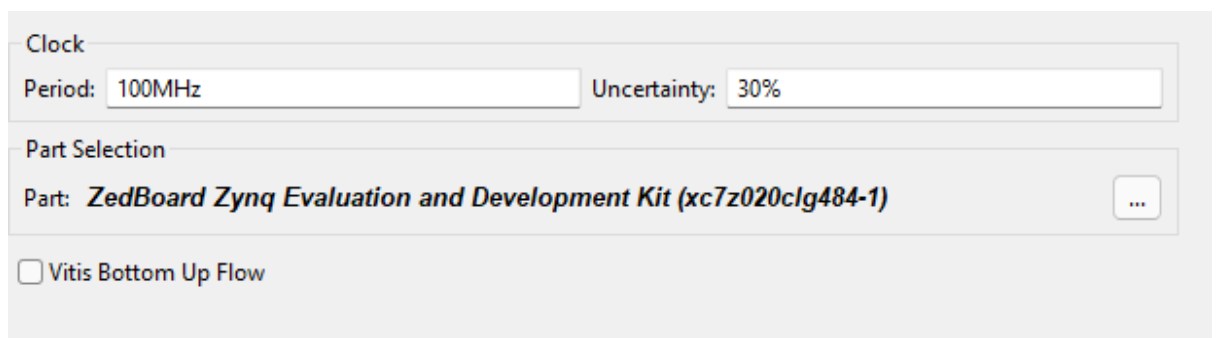 Clock
Period: 100MHz Uncertainty: 30%
Part Selection
Part: ZedBoard Zynq Evaluation and Development Kit (xc7z020clg484-1) ...
Vitis Bottom Up Flow